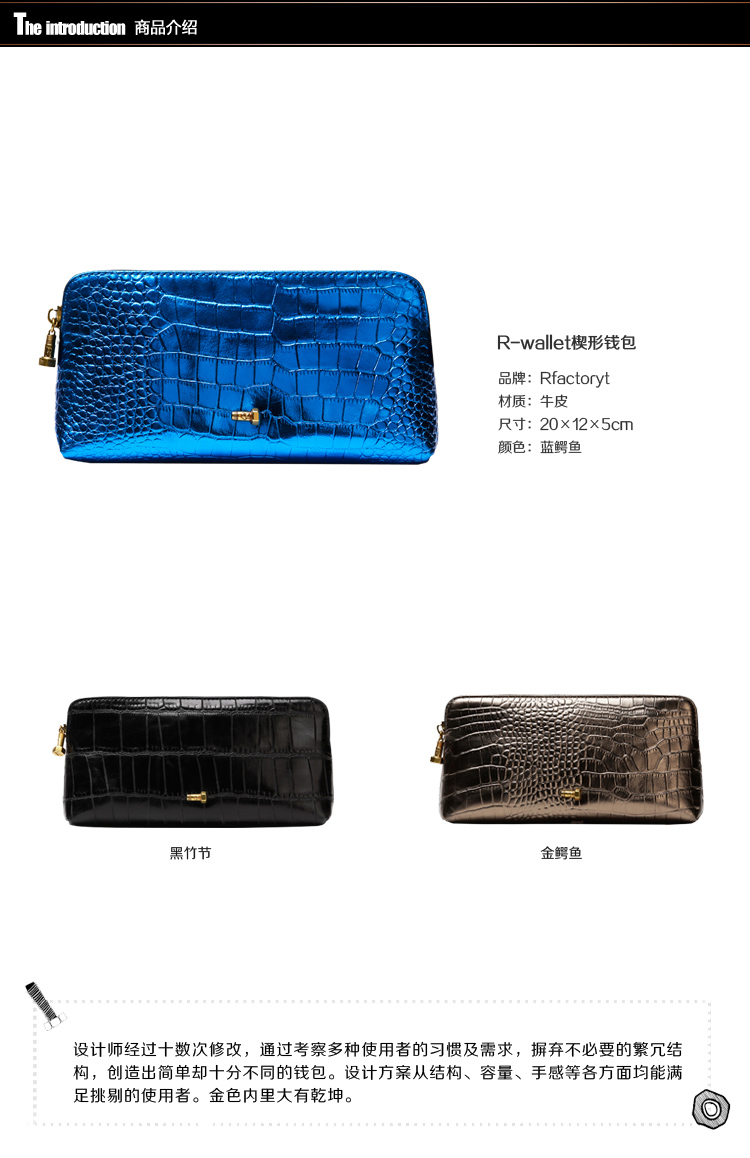 The introduction 商品介绍
R-wallet楔形钱包
品牌：Rfactoryt
材质：牛皮
尺寸：20×12×5cm
颜色：蓝鳄鱼
黑竹节
金鳄鱼
设计师经过十数次修改，通过考察多种使用者的习惯及需求，摒弃不必要的繁冗结
构，创造出简单却十分不同的钱包。设计方案从结构、容量、手感等各方面均能满
足挑剔的使用者。金色内里大有乾坤。